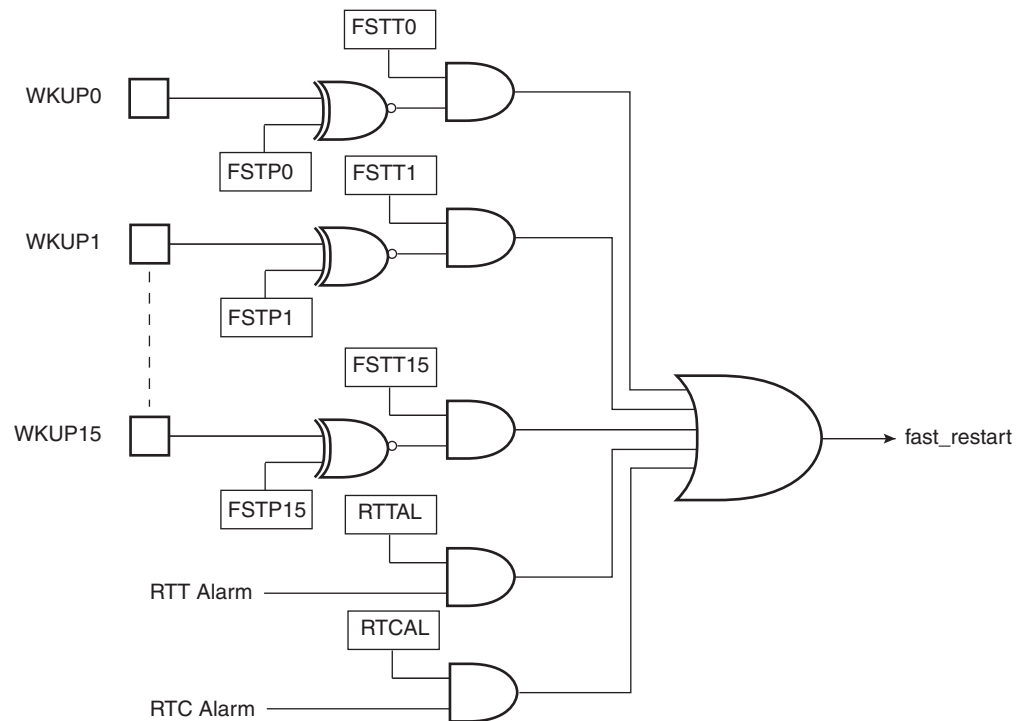 FSTT0
WKUP0
FSTP0
FSTT1
WKUP1
FSTP1
FSTT15
WKUP15
fast_restart
FSTP15
RTTAL
RTT Alarm
RTCAL
RTC Alarm